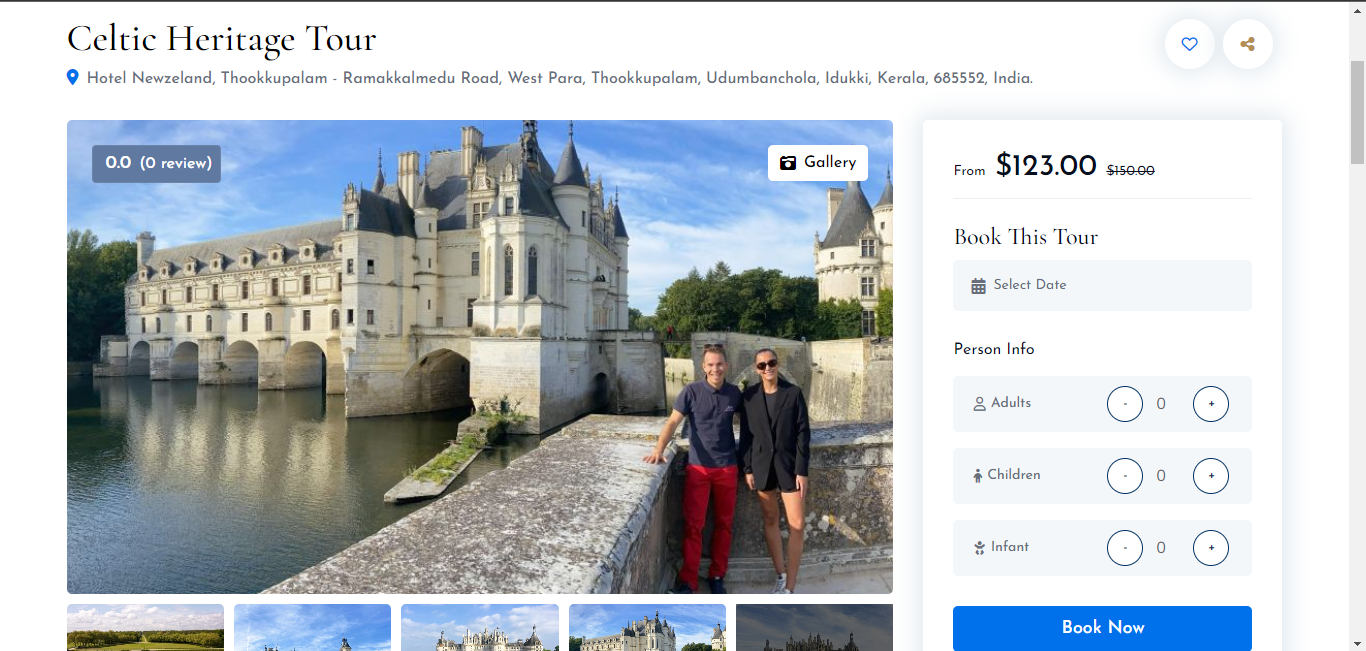 Celtic Heritage Tour
Hotel Newzeland, Thookkupalam - Ramakkalmedu Road, West Para, Thookkupalam, Udumbanchola, Idukki, Kerala, 685552, India.
0.0 (0 review)
Gallery
From $123.00 $150.00
Book This Tour
Select Date
Person Info
Adults - 0 +
Children - 0 +
Infant - 0 +
Book Now